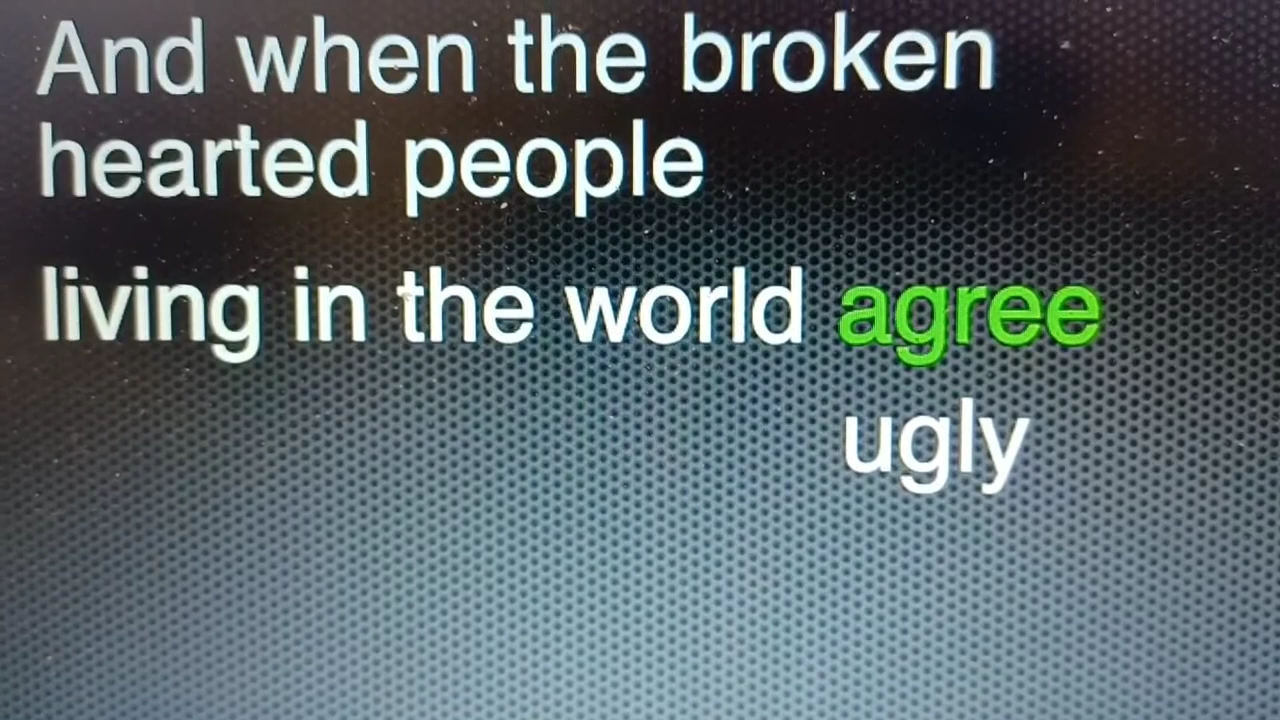 And when the broken
hearted people
living in the world agree
ugly